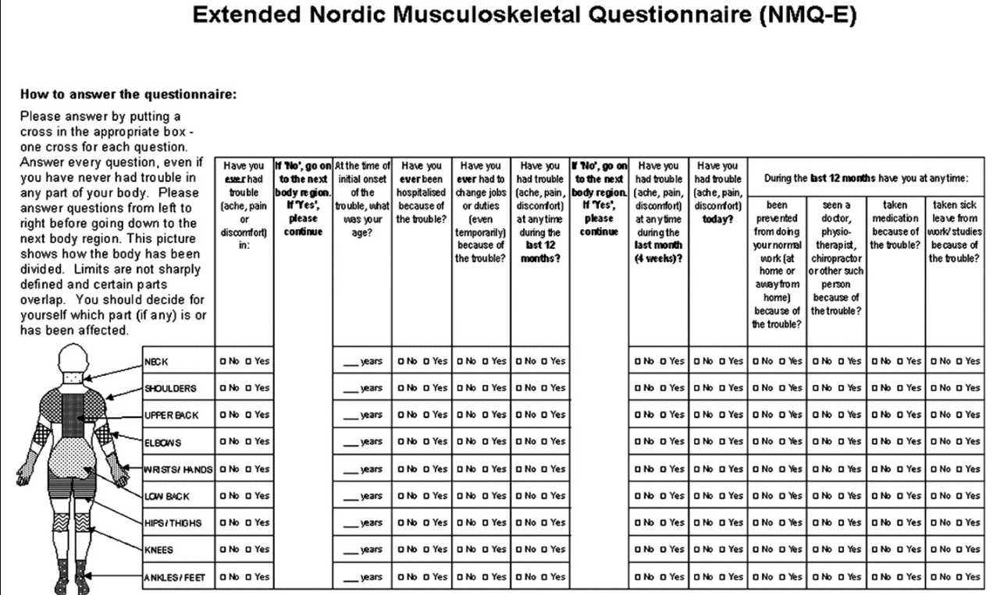 Extended Nordic Musculoskeletal Questionnaire (NMQ-E)
How to answer the questionnaire:
Please answer by putting a
cross in the appropriate box -
one cross for each question.
Answer every question, even if
you have never had trouble in
any part of your body.  Please
answer questions from left to
right before going down to the
next body region. This picture
shows how the body has been
divided.  Limits are not sharply
defined and certain parts
overlap.  You should decide for
yourself which part (if any) is or
has been affected.
Have you
ever had
trouble
(ache, pain
or
discomfort)
in:
If 'No', go on
to the next
body region.
If 'Yes',
please
continue
At the time of
initial onset
of the
trouble, what
was your
age?
Have you
ever been
hospitalised
because of
the trouble?
Have you
ever had to
change jobs
or duties
(even
temporarily)
because of
the trouble?
Have you
had trouble
(ache, pain,
discomfort)
at any time
during the
last 12
months?
If 'No', go on
to the next
body region.
If 'Yes',
please
continue
Have you
had trouble
(ache, pain,
discomfort)
at any time
during the
last month
(4 weeks)?
Have you
had trouble
(ache, pain,
discomfort)
today?
During the last 12 months have you at any time:
been
prevented
from doing
your normal
work (at
home or
away from
home)
because of
the trouble?
seen a
doctor,
physio-
therapist,
chiropractor
or other such
person
because of
the trouble?
taken
medication
because of
the trouble?
taken sick
leave from
work/studies
because of
the trouble?
NECK □ No □ Yes ___ years □ No □ Yes □ No □ Yes □ No □ Yes □ No □ Yes □ No □ Yes □ No □ Yes □ No □ Yes □ No □ Yes □ No □ Yes
SHOULDERS □ No □ Yes ___ years □ No □ Yes □ No □ Yes □ No □ Yes □ No □ Yes □ No □ Yes □ No □ Yes □ No □ Yes □ No □ Yes □ No □ Yes
UPPER BACK □ No □ Yes ___ years □ No □ Yes □ No □ Yes □ No □ Yes □ No □ Yes □ No □ Yes □ No □ Yes □ No □ Yes □ No □ Yes □ No □ Yes
ELBOWS □ No □ Yes ___ years □ No □ Yes □ No □ Yes □ No □ Yes □ No □ Yes □ No □ Yes □ No □ Yes □ No □ Yes □ No □ Yes □ No □ Yes
WRISTS/ HANDS □ No □ Yes ___ years □ No □ Yes □ No □ Yes □ No □ Yes □ No □ Yes □ No □ Yes □ No □ Yes □ No □ Yes □ No □ Yes □ No □ Yes
LOW BACK □ No □ Yes ___ years □ No □ Yes □ No □ Yes □ No □ Yes □ No □ Yes □ No □ Yes □ No □ Yes □ No □ Yes □ No □ Yes □ No □ Yes
HIPS / THIGHS □ No □ Yes ___ years □ No □ Yes □ No □ Yes □ No □ Yes □ No □ Yes □ No □ Yes □ No □ Yes □ No □ Yes □ No □ Yes □ No □ Yes
KNEES □ No □ Yes ___ years □ No □ Yes □ No □ Yes □ No □ Yes □ No □ Yes □ No □ Yes □ No □ Yes □ No □ Yes □ No □ Yes □ No □ Yes
ANKLES / FEET □ No □ Yes ___ years □ No □ Yes □ No □ Yes □ No □ Yes □ No □ Yes □ No □ Yes □ No □ Yes □ No □ Yes □ No □ Yes □ No □ Yes